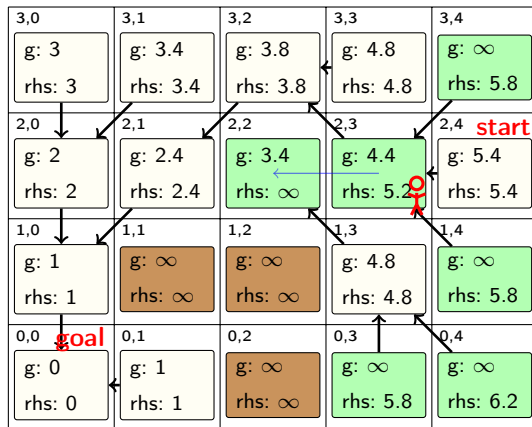 3,0 3,1 3,2 3,3 3,4
g: 3 g: 3.4 g: 3.8 g: 4.8 g: ∞
rhs: 3 rhs: 3.4 rhs: 3.8 rhs: 4.8 rhs: 5.8
2,0 2,1 2,2 2,3 2,4 start
g: 2 g: 2.4 g: 3.4 g: 4.4 g: 5.4
rhs: 2 rhs: 2.4 rhs: ∞ rhs: 5.2 rhs: 5.4
1,0 1,1 1,2 1,3 1,4
g: 1 g: ∞ g: ∞ g: 4.8 g: ∞
rhs: 1 rhs: ∞ rhs: ∞ rhs: 4.8 rhs: 5.8
0,0 goal 0,1 0,2 0,3 0,4
g: 0 g: 1 g: ∞ g: ∞ g: ∞
rhs: 0 rhs: 1 rhs: ∞ rhs: 5.8 rhs: 6.2